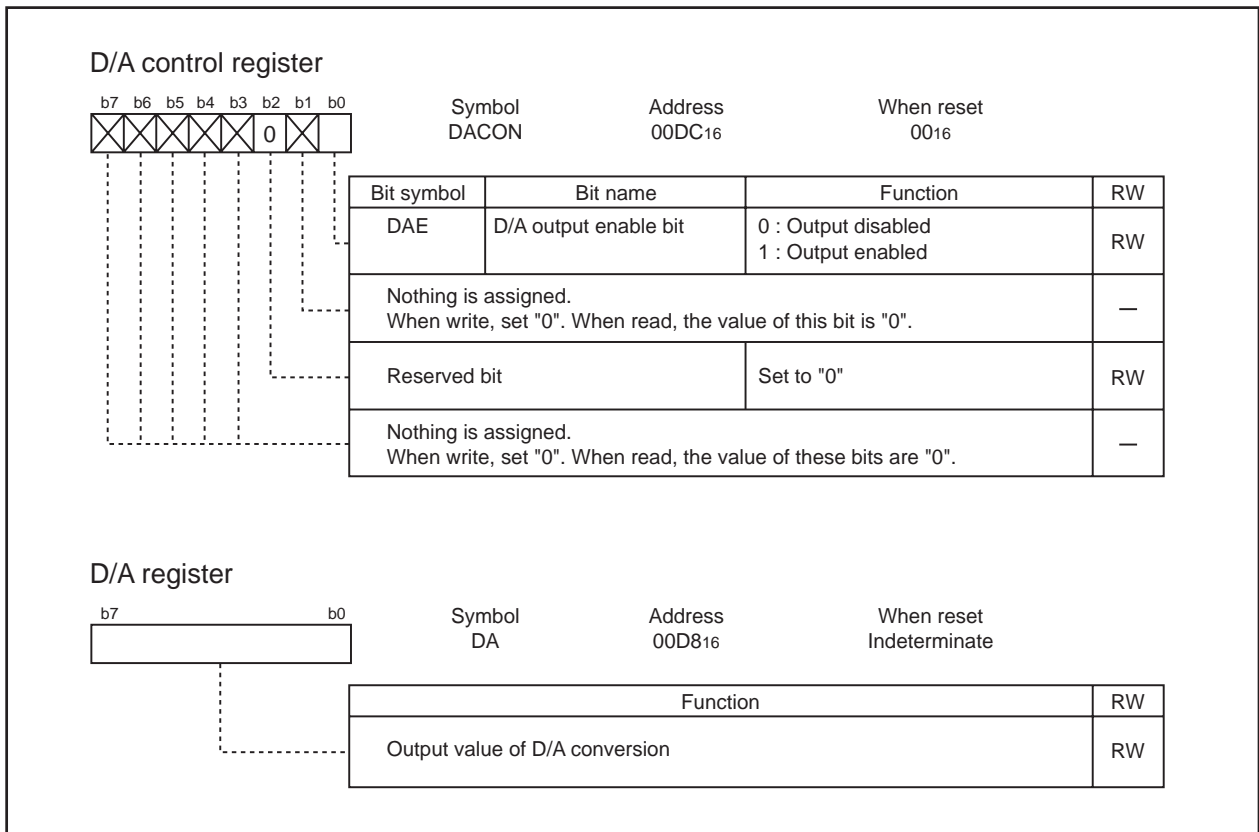 D/A control register
b7 b6 b5 b4 b3 b2 b1 b0
Symbol Address When reset
0 DACON 00DC16 0016
Bit symbol Bit name Function RW
DAE D/A output enable bit 0 : Output disabled RW
1 : Output enabled
Nothing is assigned. —
When write, set "0". When read, the value of this bit is "0".
Reserved bit Set to "0" RW
Nothing is assigned. —
When write, set "0". When read, the value of these bits are "0".
D/A register
b7 b0 Symbol Address When reset
DA 00D816 Indeterminate
Function RW
Output value of D/A conversion RW